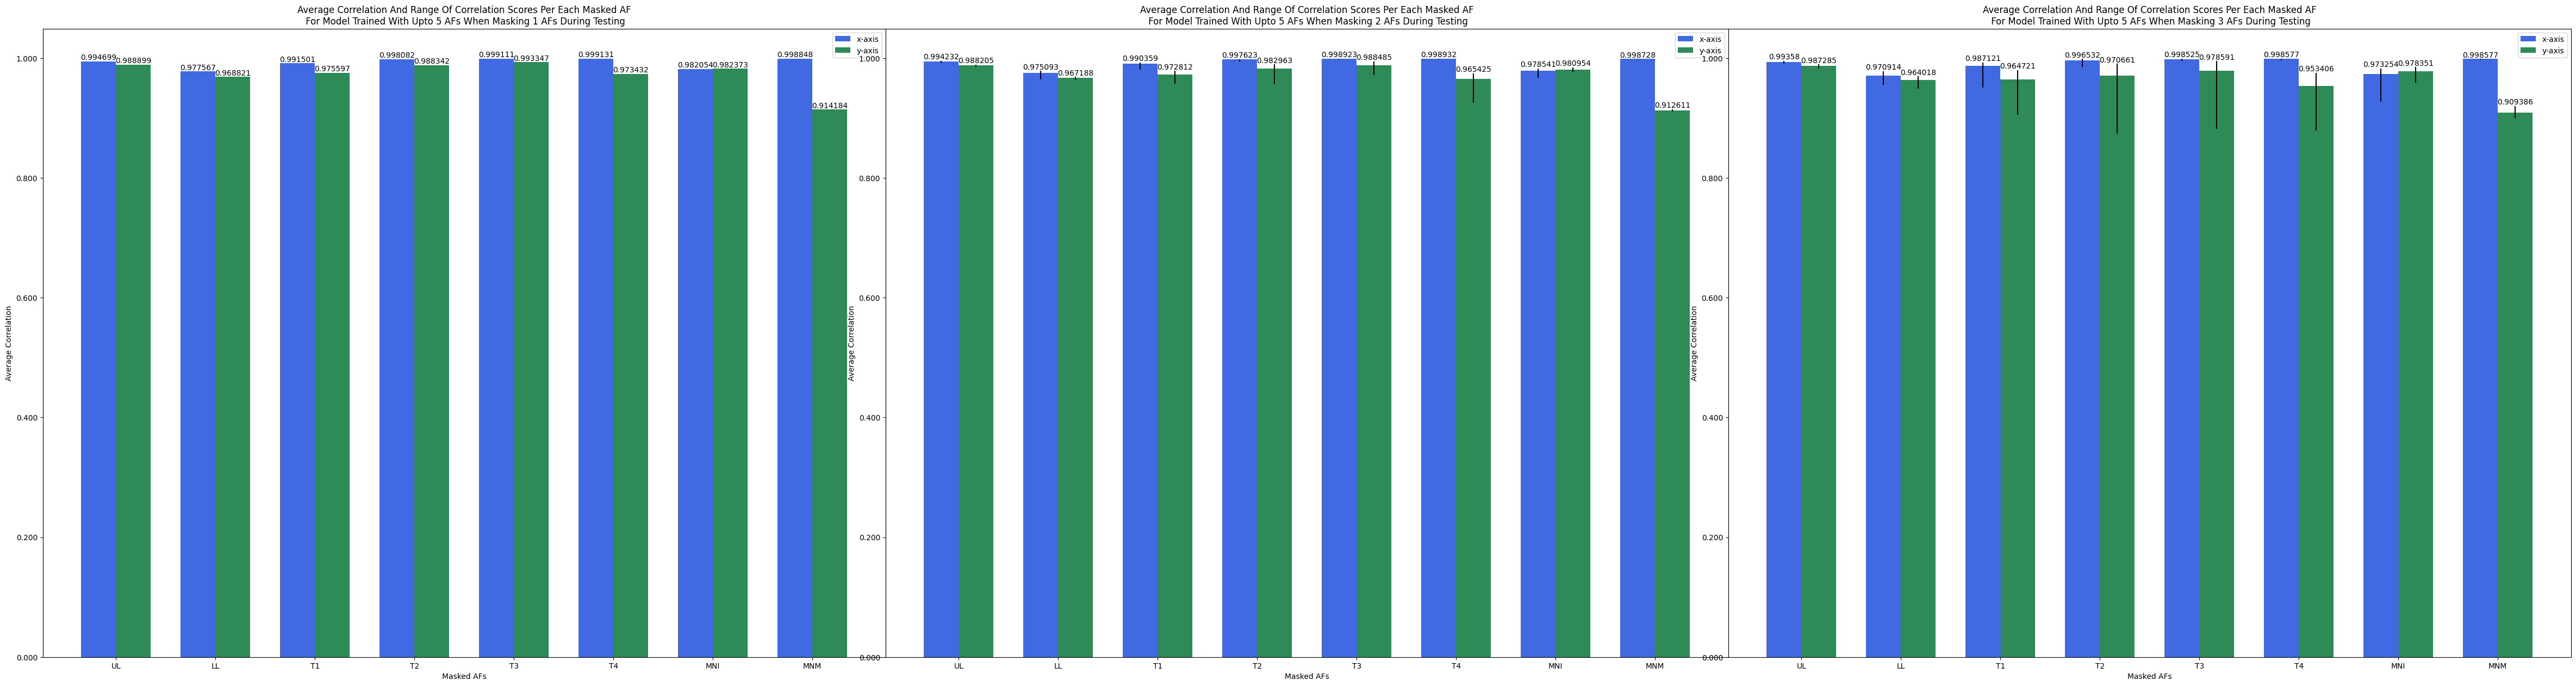 Average Correlation And Range Of Correlation Scores Per Each Masked AF
For Model Trained With Upto 5 AFs When Masking 1 AFs During Testing
x-axis
y-axis
1.000
0.800
0.600
0.400
0.200
0.000
Average Correlation
0.994699
0.988899
0.977567
0.968821
0.991501
0.975597
0.998082
0.988342
0.999111
0.993347
0.999131
0.973432
0.982054
0.982373
0.998848
0.914184
UL
LL
T1
T2
T3
T4
MNI
MNM
Masked AFs
Average Correlation And Range Of Correlation Scores Per Each Masked AF
For Model Trained With Upto 5 AFs When Masking 2 AFs During Testing
x-axis
y-axis
1.000
0.800
0.600
0.400
0.200
0.000
Average Correlation
0.994232
0.988205
0.975093
0.967188
0.990359
0.972812
0.997623
0.982963
0.998923
0.988485
0.998932
0.965425
0.978541
0.980954
0.998728
0.912611
UL
LL
T1
T2
T3
T4
MNI
MNM
Masked AFs
Average Correlation And Range Of Correlation Scores Per Each Masked AF
For Model Trained With Upto 5 AFs When Masking 3 AFs During Testing
x-axis
y-axis
1.000
0.800
0.600
0.400
0.200
0.000
Average Correlation
0.99358
0.987285
0.970914
0.964018
0.987121
0.964721
0.996532
0.970661
0.998525
0.978591
0.998577
0.953406
0.973254
0.978351
0.998577
0.909386
UL
LL
T1
T2
T3
T4
MNI
MNM
Masked AFs